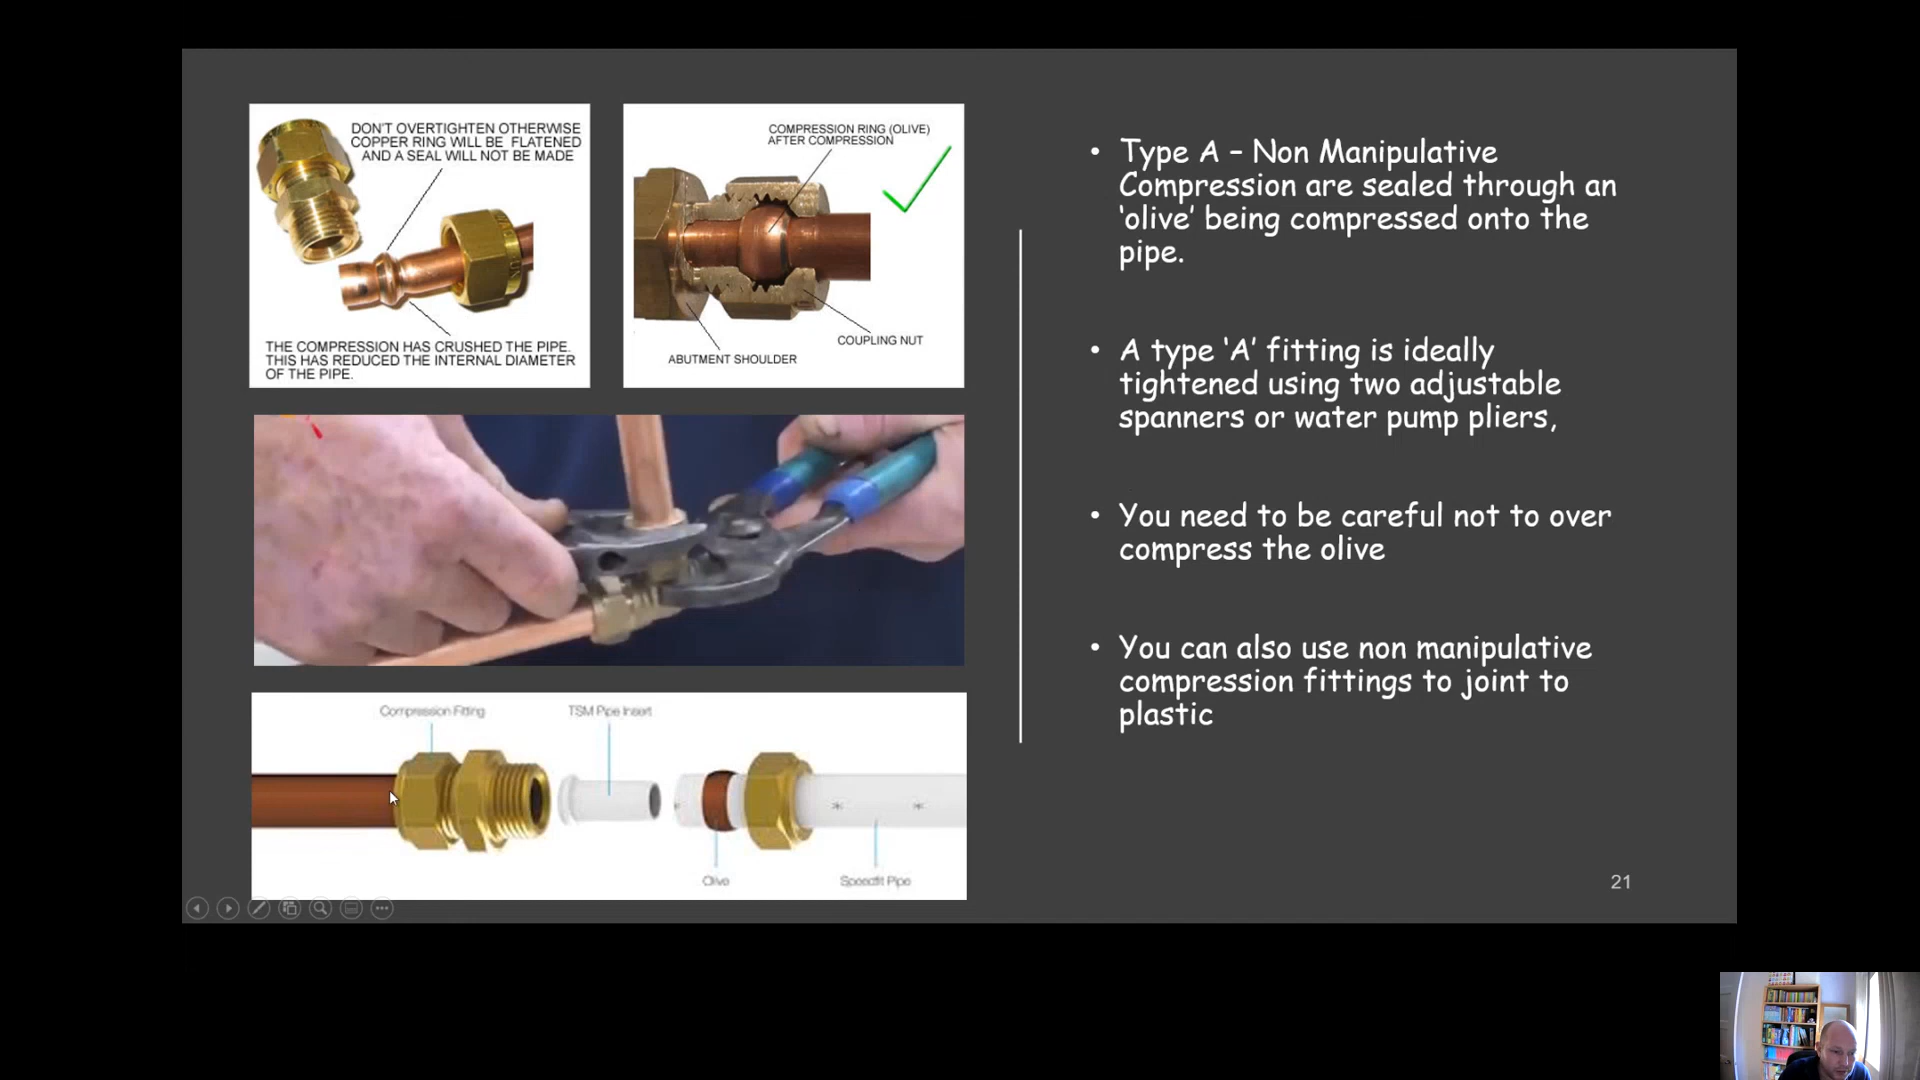 DON'T OVERTIGHTEN OTHERWISE
COPPER RING WILL BE FLATENED
AND A SEAL WILL NOT BE MADE
THE COMPRESSION HAS CRUSHED THE PIPE.
THIS HAS REDUCED THE INTERNAL DIAMETER
OF THE PIPE.
COMPRESSION RING (OLIVE)
AFTER COMPRESSION
COUPLING NUT
ABUTMENT SHOULDER
Compression Fitting
TSM Pipe Insert
Olive
Speedfit Pipe
• Type A – Non Manipulative
Compression are sealed through an
‘olive’ being compressed onto the
pipe.
• A type ‘A’ fitting is ideally
tightened using two adjustable
spanners or water pump pliers,
• You need to be careful not to over
compress the olive
• You can also use non manipulative
compression fittings to joint to
plastic
21